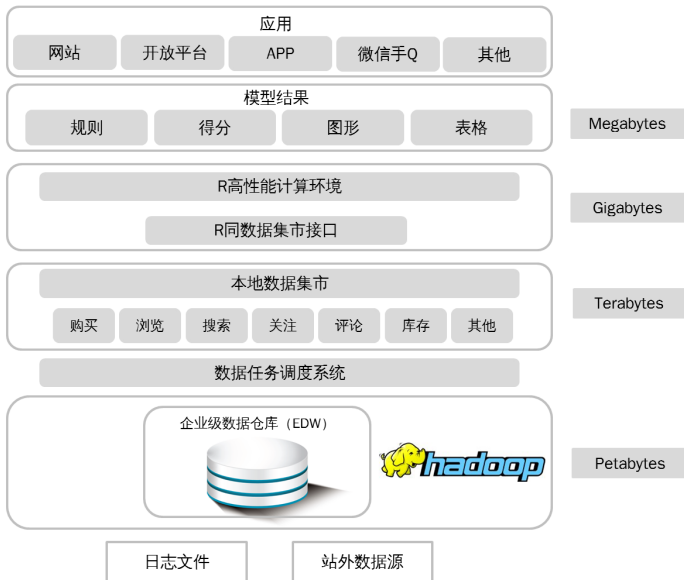 应用
网站 开放平台 APP 微信手Q 其他
模型结果
规则 得分 图形 表格
Megabytes
R高性能计算环境
R同数据集市接口
Gigabytes
本地数据集市
购买 浏览 搜索 关注 评论 库存 其他
Terabytes
数据任务调度系统
企业级数据仓库（EDW）
hadoop
Petabytes
日志文件 站外数据源